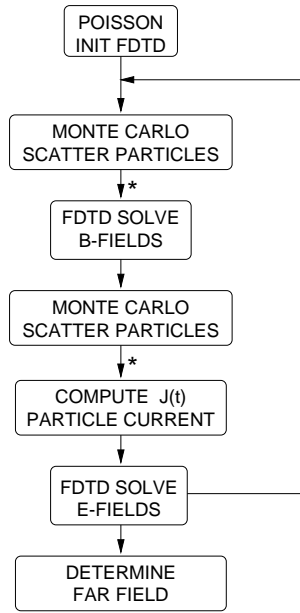 POISSON
INIT FDTD
MONTE CARLO
SCATTER PARTICLES
*
FDTD SOLVE
B-FIELDS
MONTE CARLO
SCATTER PARTICLES
*
COMPUTE J(t)
PARTICLE CURRENT
FDTD SOLVE
E-FIELDS
DETERMINE
FAR FIELD